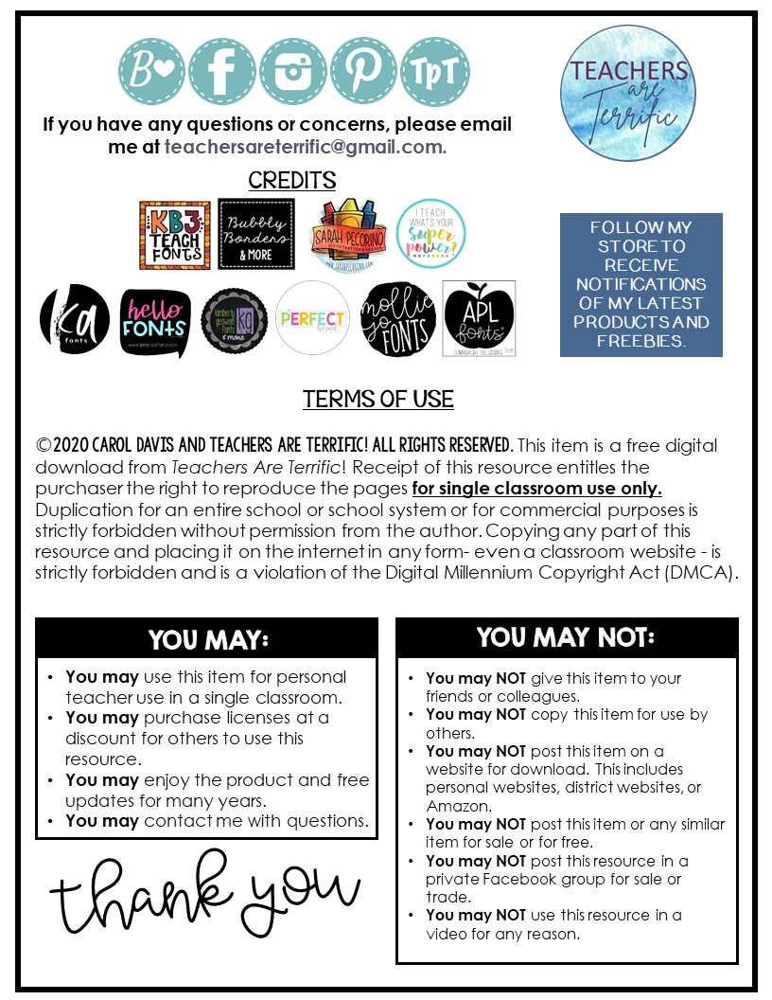 B f P TpT
TEACHERS
are
Terrific
If you have any questions or concerns, please email
me at teachersareterrific@gmail.com.
CREDITS
KB3
TEACH
FONTS
Bubbly
Borders
& MORE
SARAH PECORINO
ILLUSTRATION & DESIGN
WWW.SARAHPECORINO.COM
I TEACH
WHAT'S YOUR
Super
power?
FOLLOW MY
STORE TO
RECEIVE
NOTIFICATIONS
OF MY LATEST
PRODUCTS AND
FREEBIES.
ka
fonts
hello
FONTS
kimberly
geswein
fonts
& more
kg
the
PERFECT
blend
mollie
jo
FONTS
APL
fonts
COMMERCIAL USE LICENSE
TERMS OF USE
©2020 CAROL DAVIS AND TEACHERS ARE TERRIFIC! ALL RIGHTS RESERVED. This item is a free digital
download from Teachers Are Terrific! Receipt of this resource entitles the
purchaser the right to reproduce the pages for single classroom use only.
Duplication for an entire school or school system or for commercial purposes is
strictly forbidden without permission from the author. Copying any part of this
resource and placing it on the internet in any form- even a classroom website - is
strictly forbidden and is a violation of the Digital Millennium Copyright Act (DMCA).
YOU MAY:
• You may use this item for personal
teacher use in a single classroom.
• You may purchase licenses at a
discount for others to use this
resource.
• You may enjoy the product and free
updates for many years.
• You may contact me with questions.
thank you
YOU MAY NOT:
• You may NOT give this item to your
friends or colleagues.
• You may NOT copy this item for use by
others.
• You may NOT post this item on a
website for download. This includes
personal websites, district websites, or
Amazon.
• You may NOT post this item or any similar
item for sale or for free.
• You may NOT post this resource in a
private Facebook group for sale or
trade.
• You may NOT use this resource in a
video for any reason.